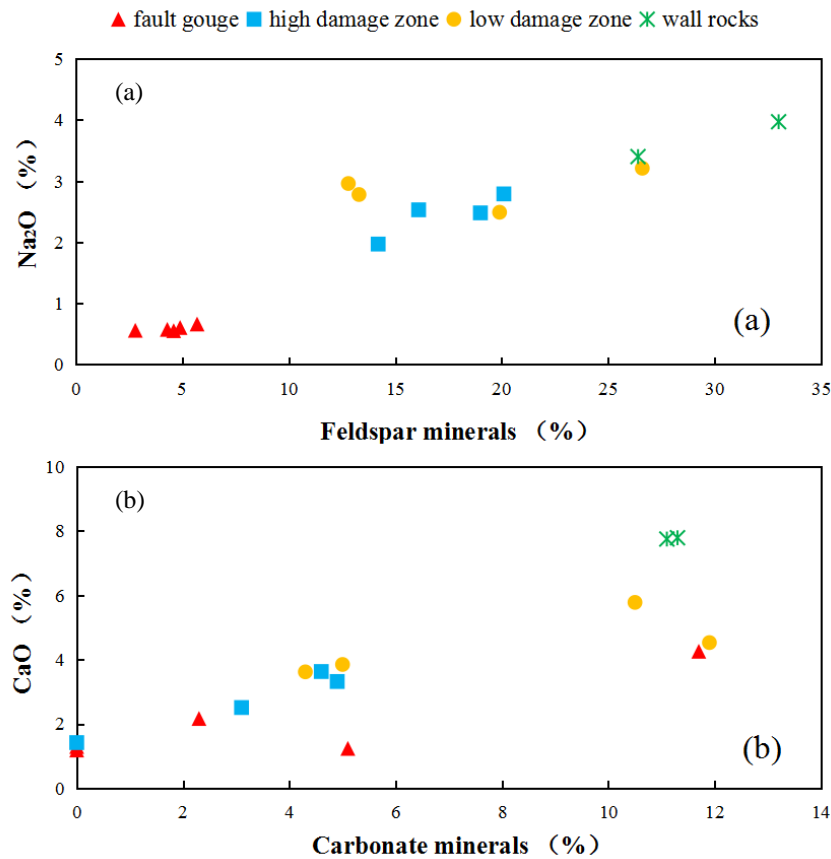 fault gouge high damage zone low damage zone wall rocks
(a)
5
4
3
2
1
0
Na₂O （%）
(a)
0 5 10 15 20 25 30 35
Feldspar minerals （%）
(b)
10
8
6
4
2
0
CaO （%）
(b)
0 2 4 6 8 10 12 14
Carbonate minerals （%）